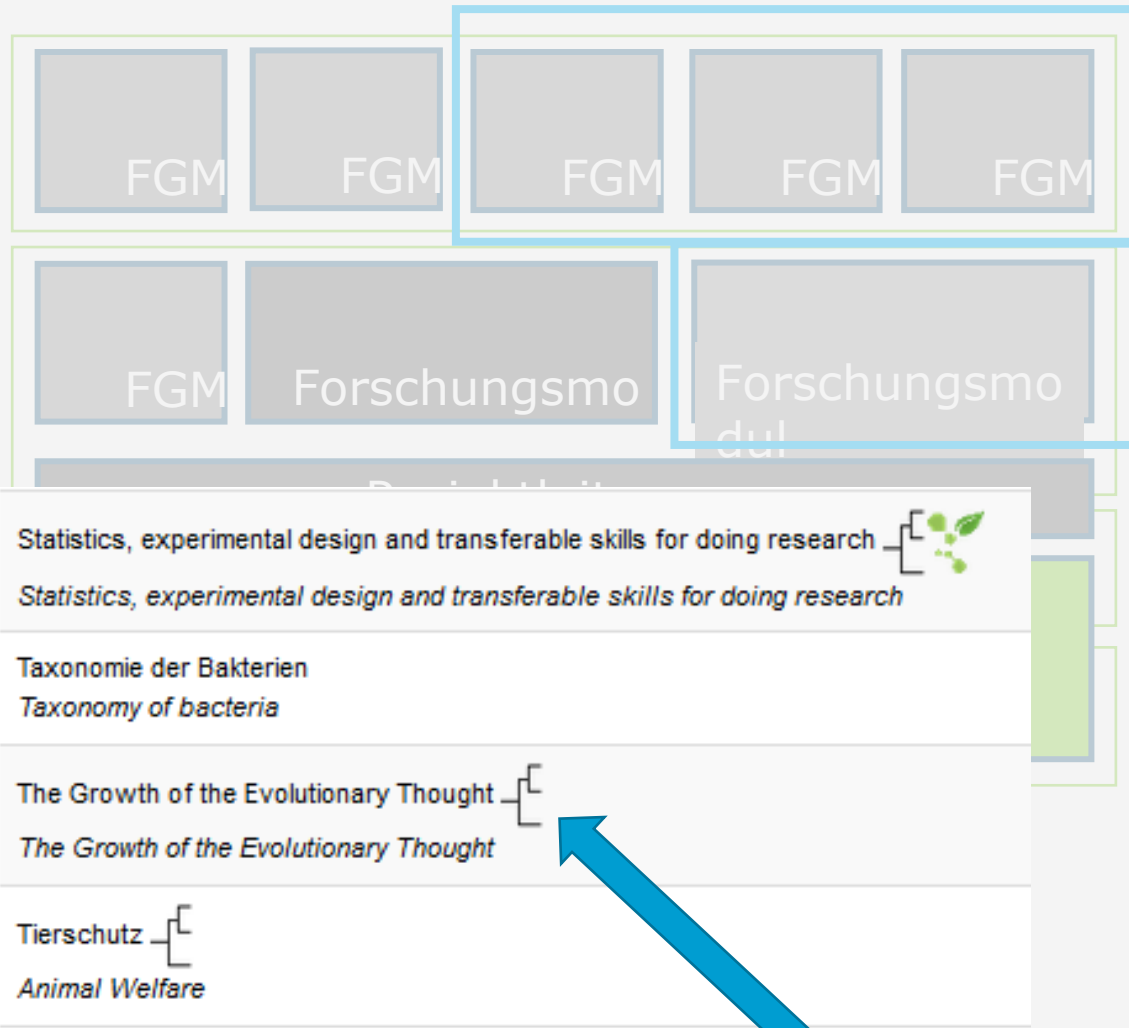 FGM FGM FGM FGM FGM
FGM Forschungsmo Forschungsmo
dul
Statistics, experimental design and transferable skills for doing research
Statistics, experimental design and transferable skills for doing research
Taxonomie der Bakterien
Taxonomy of bacteria
The Growth of the Evolutionary Thought
The Growth of the Evolutionary Thought
Tierschutz
Animal Welfare